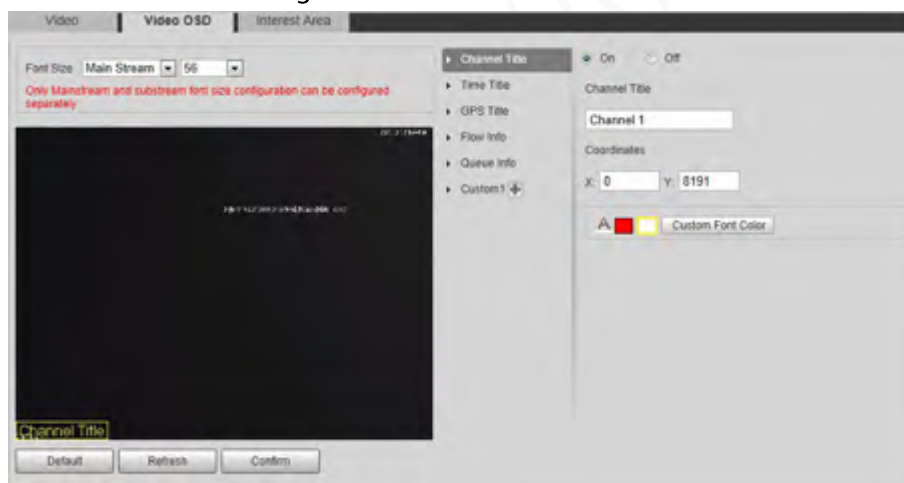 Video Video OSD Interest Area
Font Size Main Stream 56
Only Mainstream and substream font size configuration can be configured
separately
Channel Title
Time Title
GPS Title
Flow Info
Queue Info
Custom1
On Off
Channel Title
Channel 1
Coordinates
X: 0 Y: 8191
A Custom Font Color
Channel Title
Default Refresh Confirm